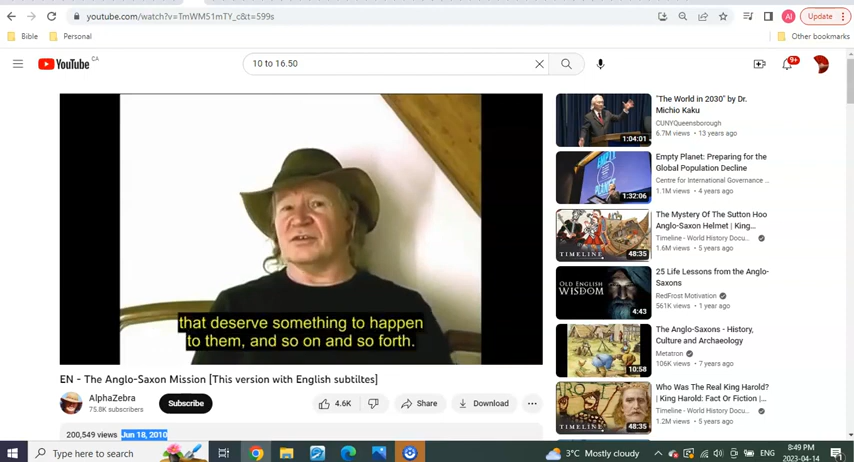 youtube.com/watch?v=TmWM51mTY_c&t=599s
AI
Update
Bible
Personal
Other bookmarks
YouTube CA
10 to 16.50
9+
that deserve something to happen
to them, and so on and so forth.
EN - The Anglo-Saxon Mission [This version with English subtiltes]
AlphaZebra
75.8K subscribers
Subscribe
4.6K
Share
Download
200,549 views Jun 18, 2010
1:04:01
"The World in 2030" by Dr.
Michio Kaku
CUNYQueensborough
6.7M views • 13 years ago
EMPTY
PLANET
1:32:06
Empty Planet: Preparing for the
Global Population Decline
Centre for International Governance ...
1.1M views • 4 years ago
TIMELINE
48:35
The Mystery Of The Sutton Hoo
Anglo-Saxon Helmet | King...
Timeline - World History Docu...
1.6M views • 5 years ago
OLD ENGLISH
WISDOM
4:43
25 Life Lessons from the Anglo-
Saxons
RedFrost Motivation
561K views • 1 year ago
10:58
The Anglo-Saxons - History,
Culture and Archaeology
Metatron
106K views • 7 years ago
TIMELINE
48:35
Who Was The Real King Harold?
| King Harold: Fact Or Fiction |...
Timeline - World History Docu...
1.2M views • 5 years ago
Type here to search
3°C Mostly cloudy
ENG
8:49 PM
2023-04-14
1